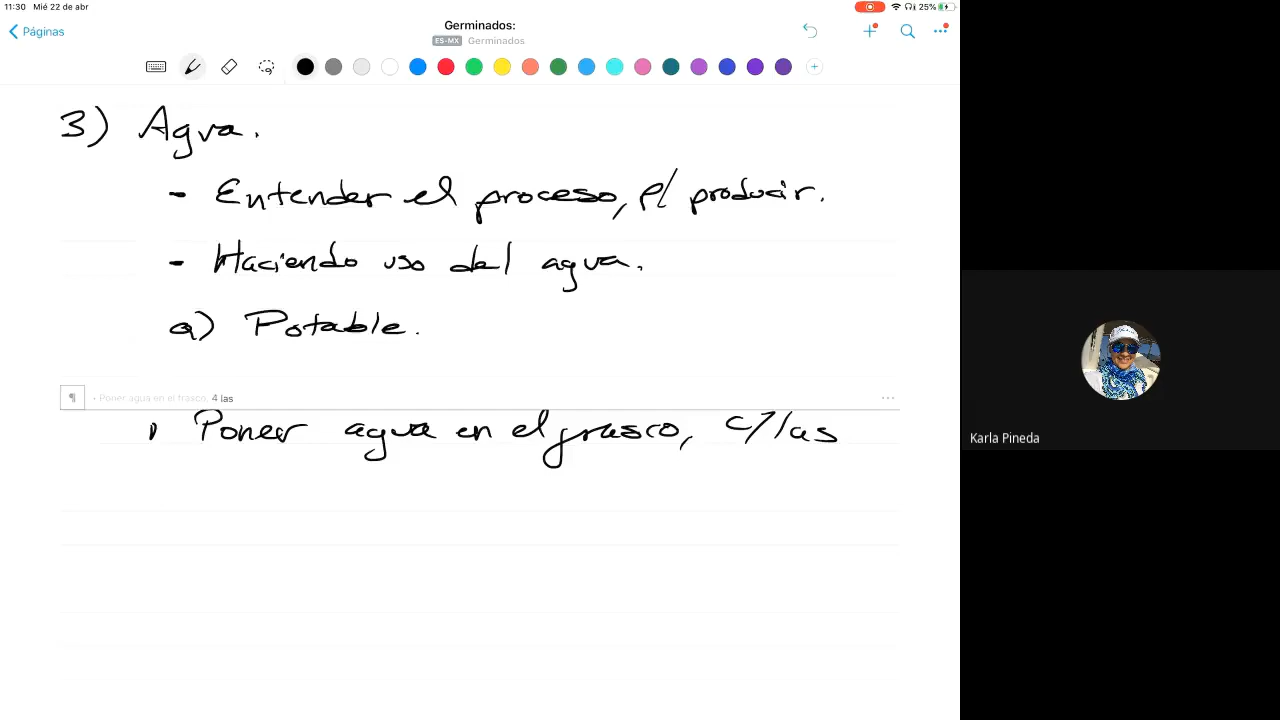 11:30 Mié 22 de abr
25%
Páginas
Germinados:
ES-MX Germinados
3) Agua.
- Entender el proceso, p/ producir.
- Haciendo uso del agua.
a) Potable.
¶ • Poner agua en el frasco, 4 las
• Poner agua en el frasco, c/ las
Karla Pineda